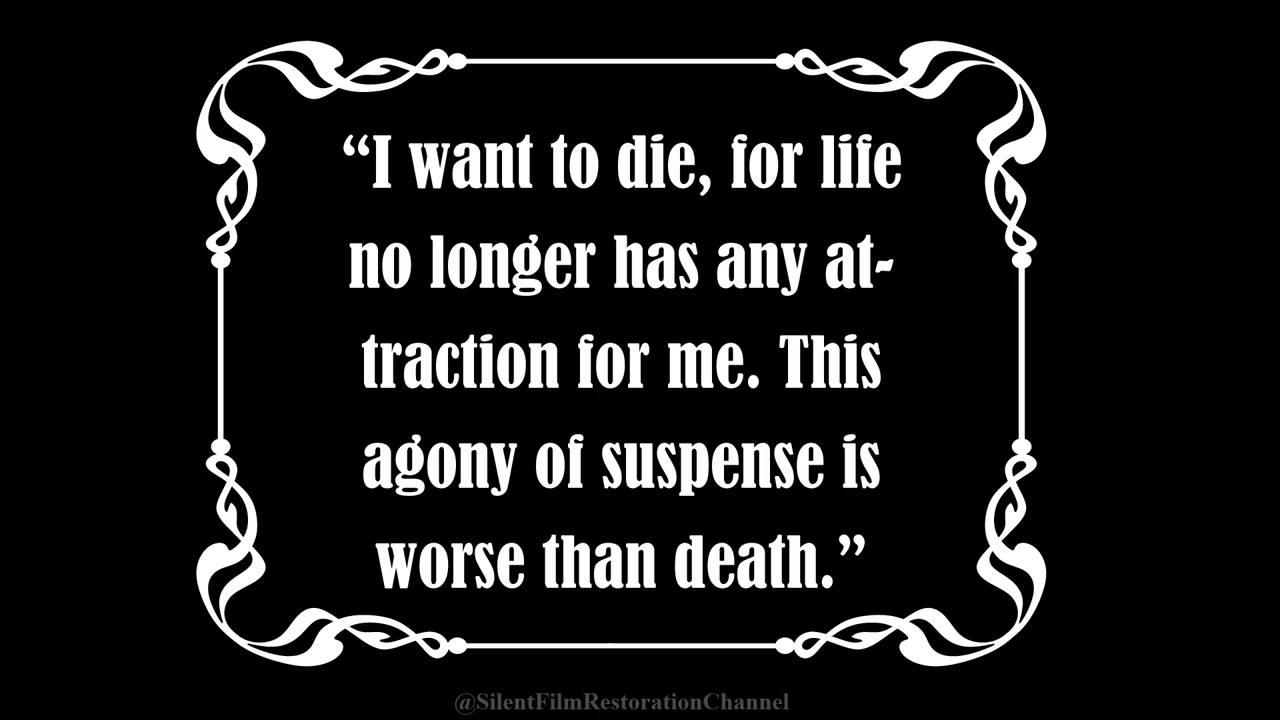 “I want to die, for life
no longer has any at-
traction for me. This
agony of suspense is
worse than death.”
@SilentFilmRestorationChannel